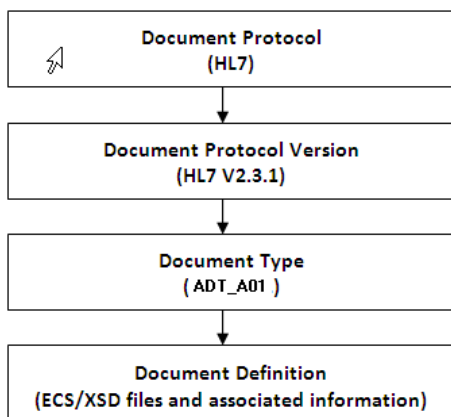 Document Protocol
(HL7)
Document Protocol Version
(HL7 V2.3.1)
Document Type
( ADT_A01 )
Document Definition
(ECS/XSD files and associated information)